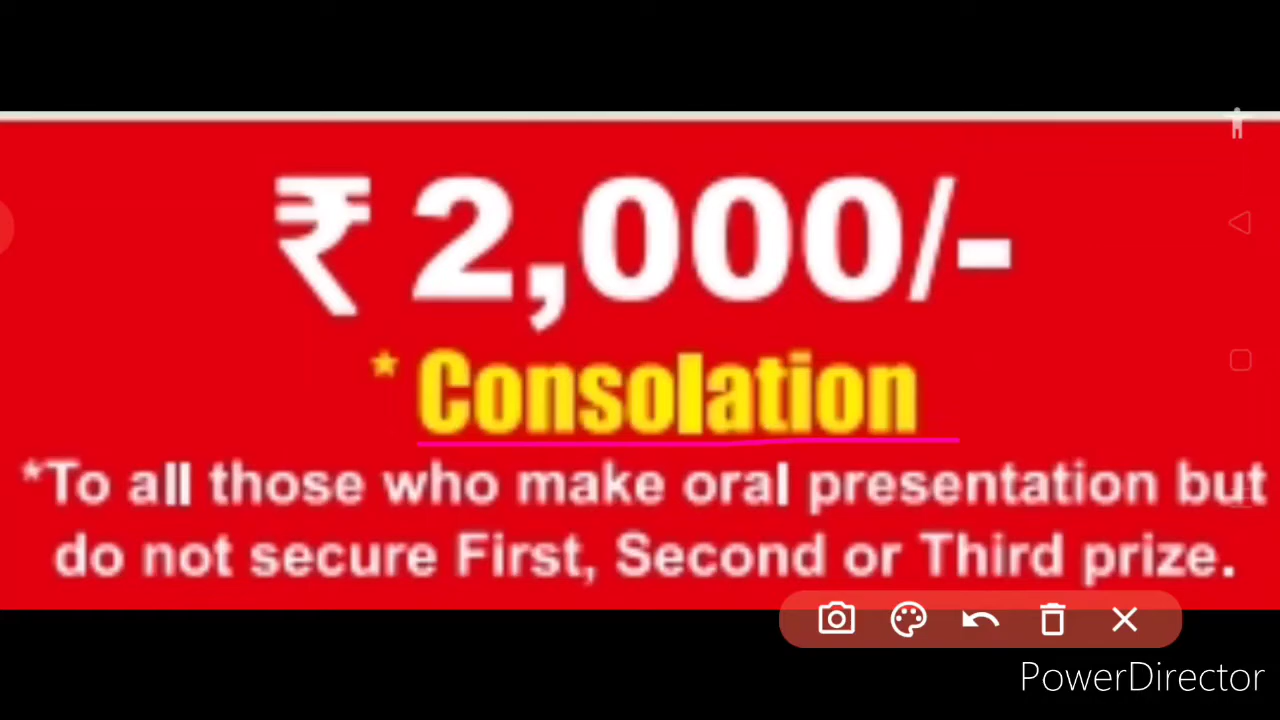 ₹ 2,000/-
* Consolation
*To all those who make oral presentation but
do not secure First, Second or Third prize.
PowerDirector